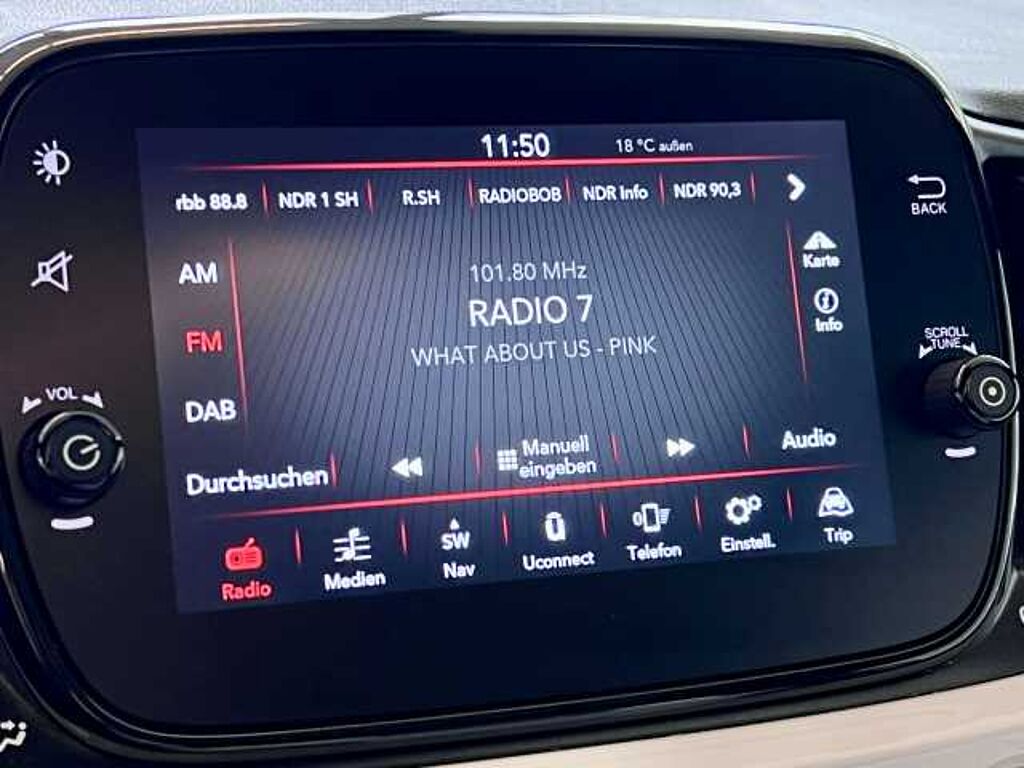 11:50
18 °C außen
rbb 88.8
NDR 1 SH
R.SH
RADIOBOB
NDR Info
NDR 90,3
BACK
AM
FM
DAB
101.80 MHz
RADIO 7
WHAT ABOUT US - PINK
Karte
Info
SCROLL
TUNE
VOL
Durchsuchen
Manuell
eingeben
Audio
Radio
Medien
SW
Nav
Uconnect
Telefon
Einstell.
Trip